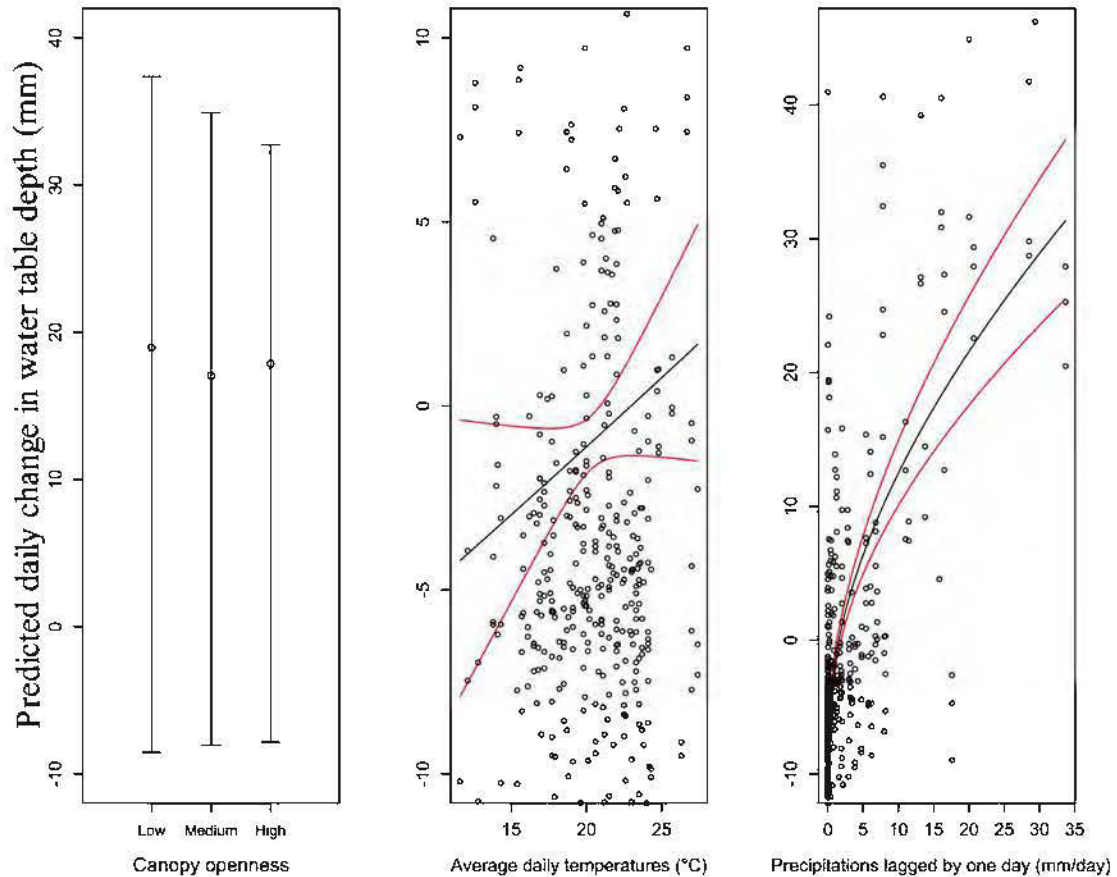 Predicted daily change in water table depth (mm)
40
30
20
10
0
-10
Low Medium High
Canopy openness
10
5
0
-5
-10
15 20 25
Average daily temperatures (°C)
40
30
20
10
0
-10
0 5 10 15 20 25 30 35
Precipitations lagged by one day (mm/day)